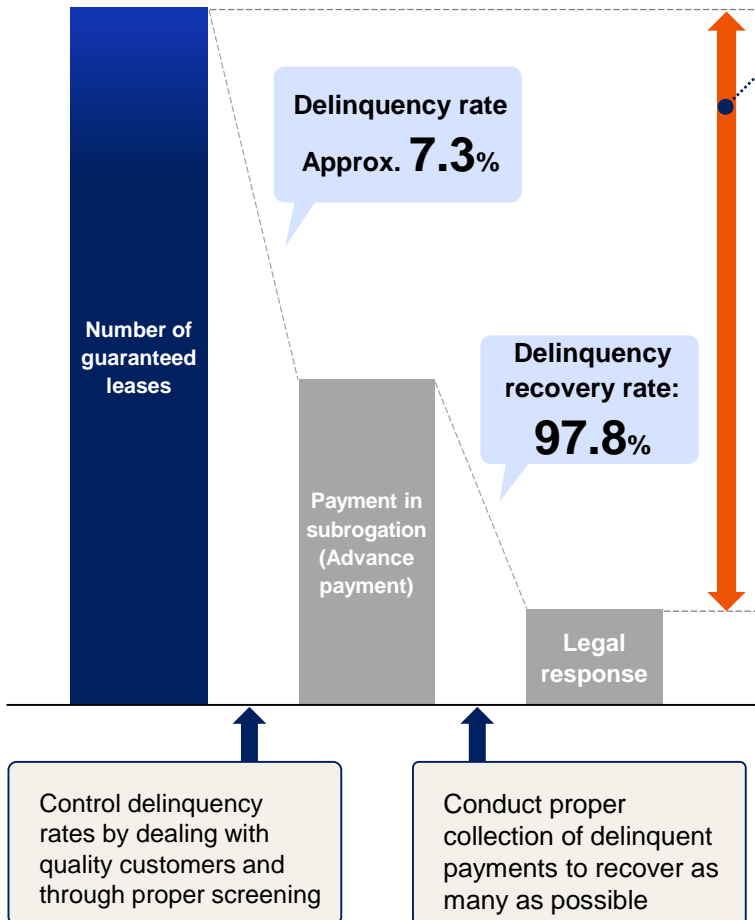 Delinquency rate
Approx. 7.3%
Number of
guaranteed
leases
Delinquency
recovery rate:
97.8%
Payment in
subrogation
(Advance
payment)
Legal
response
Control delinquency
rates by dealing with
quality customers and
through proper screening
Conduct proper
collection of delinquent
payments to recover as
many as possible